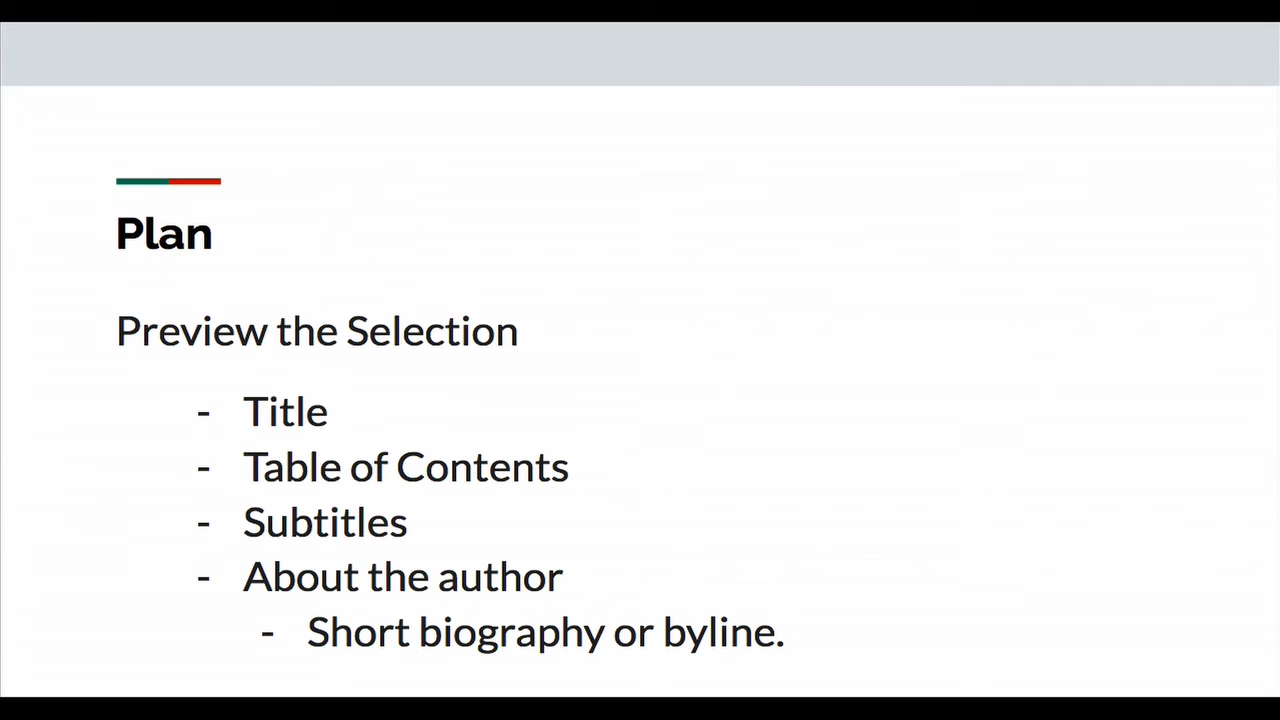 Plan
Preview the Selection
- Title
- Table of Contents
- Subtitles
- About the author
- Short biography or byline.